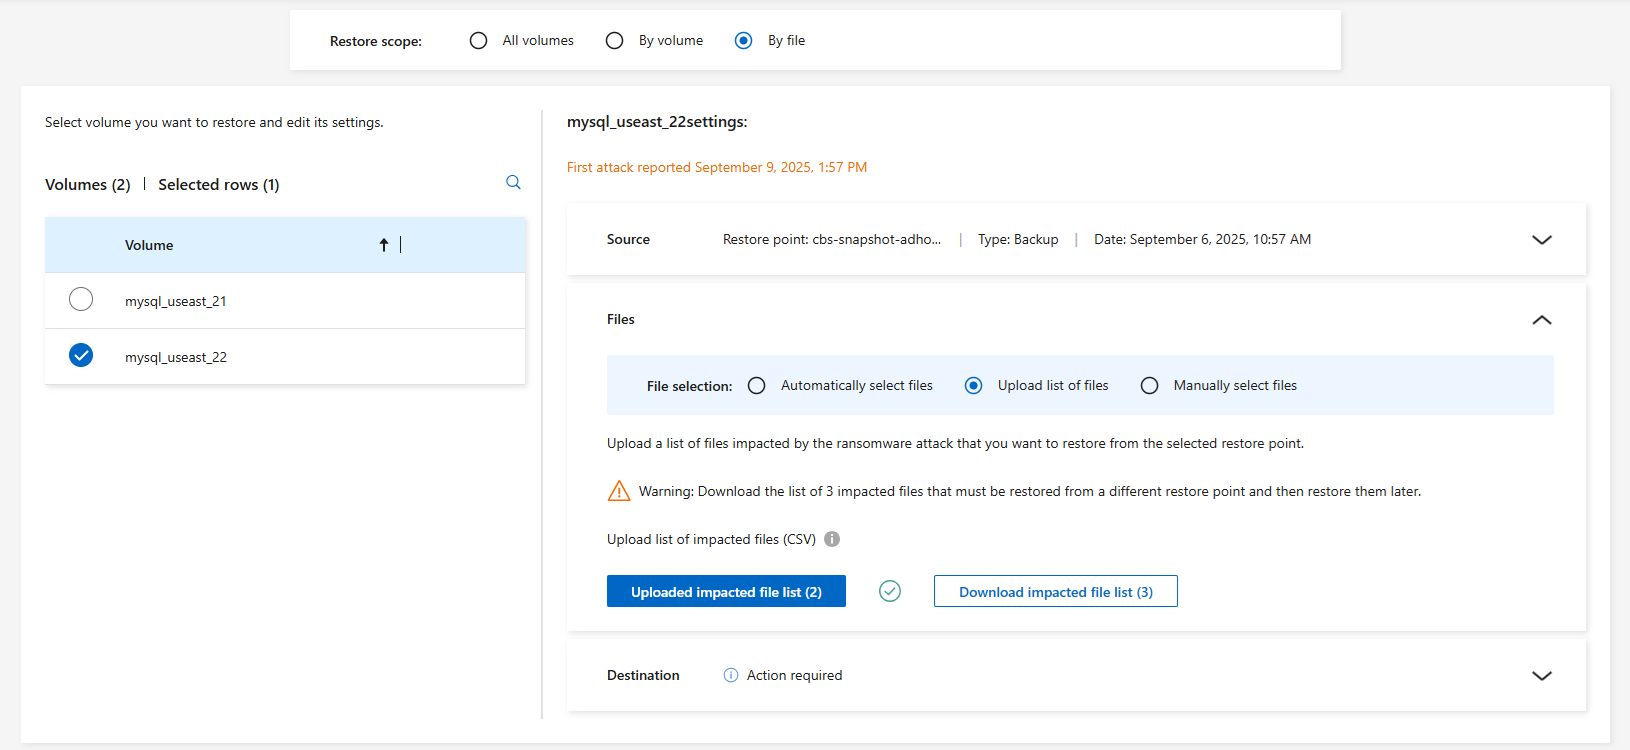 Restore scope: All volumes By volume By file
Select volume you want to restore and edit its settings.
Volumes (2) | Selected rows (1)
Volume
mysql_useast_21
mysql_useast_22
mysql_useast_22settings:
First attack reported September 9, 2025, 1:57 PM
Source Restore point: cbs-snapshot-adho... | Type: Backup | Date: September 6, 2025, 10:57 AM
Files
File selection: Automatically select files Upload list of files Manually select files
Upload a list of files impacted by the ransomware attack that you want to restore from the selected restore point.
Warning: Download the list of 3 impacted files that must be restored from a different restore point and then restore them later.
Upload list of impacted files (CSV)
Uploaded impacted file list (2) Download impacted file list (3)
Destination Action required